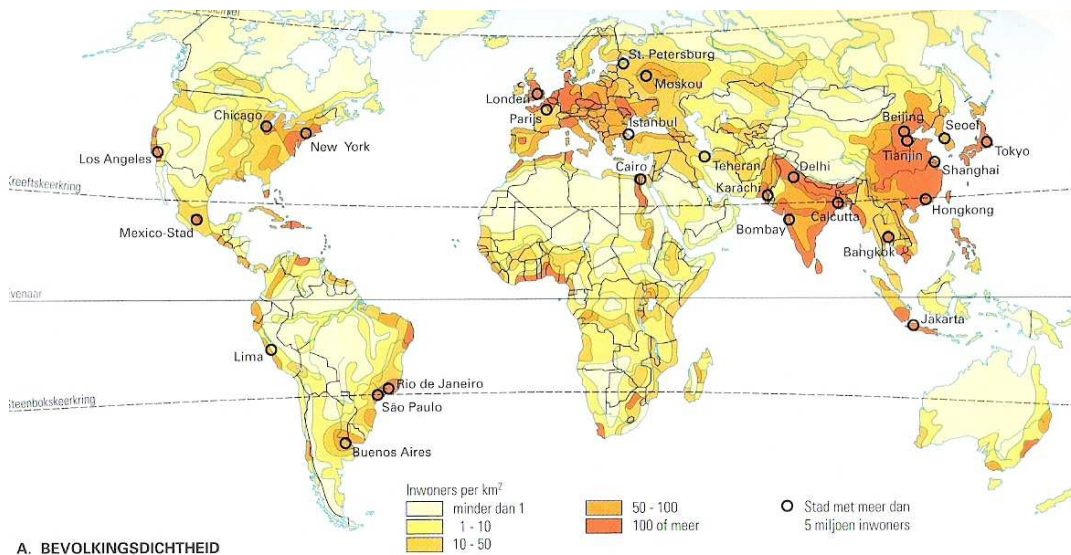 St. Petersburg
Moskou
Londen
Parijs
Istanbul
Chicago
New York
Los Angeles
Beijing
Seoel
Tianjin
Tokyo
Teheran
Delhi
Shanghai
Cairo
Karachi
Kreeftskeerkring
Calcutta
Hongkong
Bombay
Mexico-Stad
Bangkok
evenaar
Jakarta
Lima
Rio de Janeiro
Steenbokskeerkring
São Paulo
Buenos Aires
Inwoners per km²
minder dan 1
1 - 10
10 - 50
50 - 100
100 of meer
Stad met meer dan
5 miljoen inwoners
A. BEVOLKINGSDICHTHEID